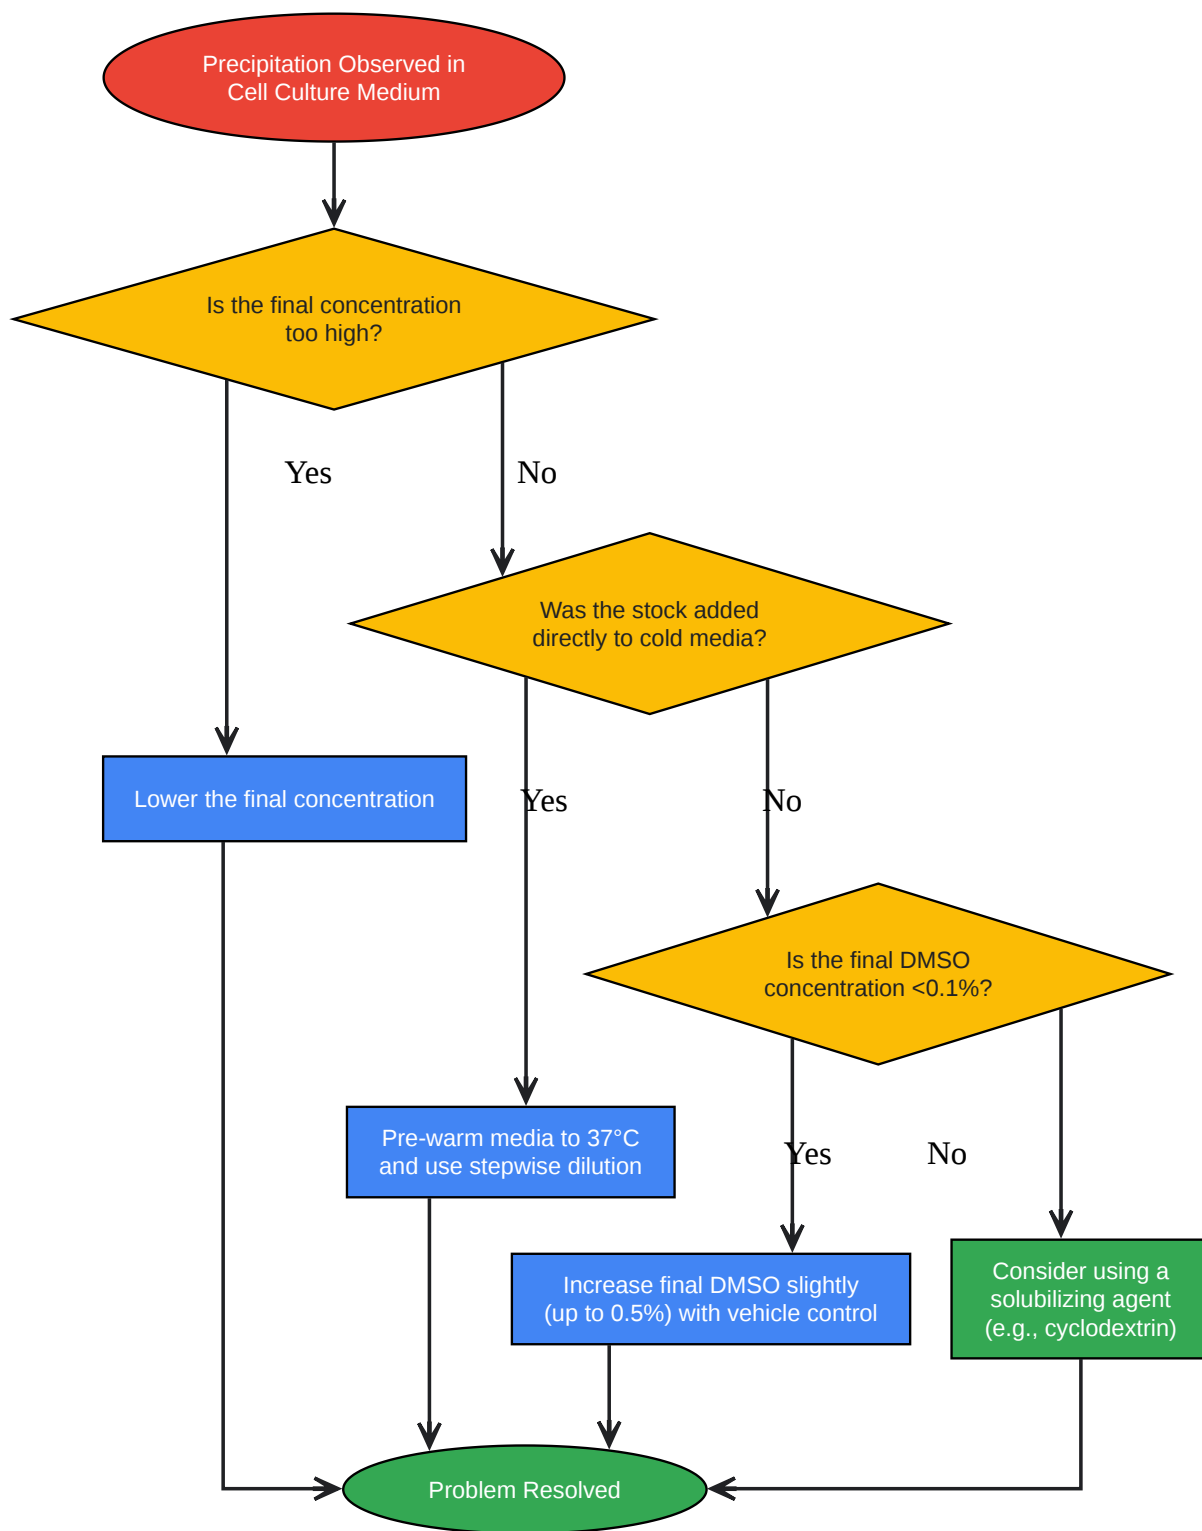 Precipitation Observed in
Cell Culture Medium
Is the final concentration
too high?
Yes
No
Was the stock added
directly to cold media?
Lower the final concentration
Yes
No
Is the final DMSO
concentration <0.1%?
Pre-warm media to 37°C
and use stepwise dilution
Yes
No
Increase final DMSO slightly
(up to 0.5%) with vehicle control
Consider using a
solubilizing agent
(e.g., cyclodextrin)
Problem Resolved